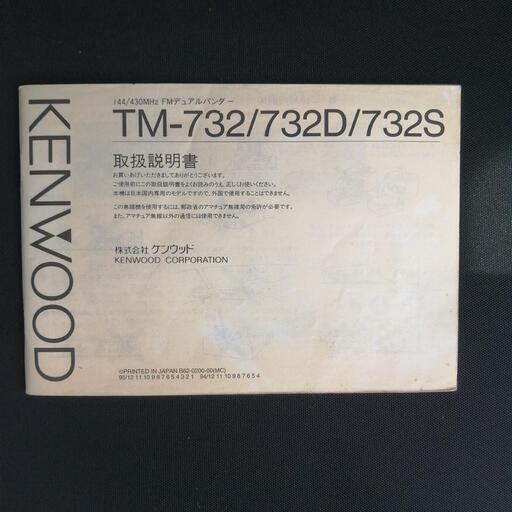 KENWOOD
144/430MHz FMデュアルバンダー
TM-732/732D/732S
取扱説明書
お買いあげいただきましてありがとうございます。
ご使用前にこの取扱説明書をよくお読みのうえ、正しくお使いください。
本機は日本国内専用のモデルですので、外国で使用することはできません。
この無線機を使用するには、郵政省のアマチュア無線局の免許が必要です。
また、アマチュア無線以外の通信には使用できません。
株式会社 ケンウッド
KENWOOD CORPORATION
©PRINTED IN JAPAN B62-0200-00(MC)
95/12 11 10 9 8 7 6 5 4 3 2 1 94/12 11 10 9 8 7 6 5 4